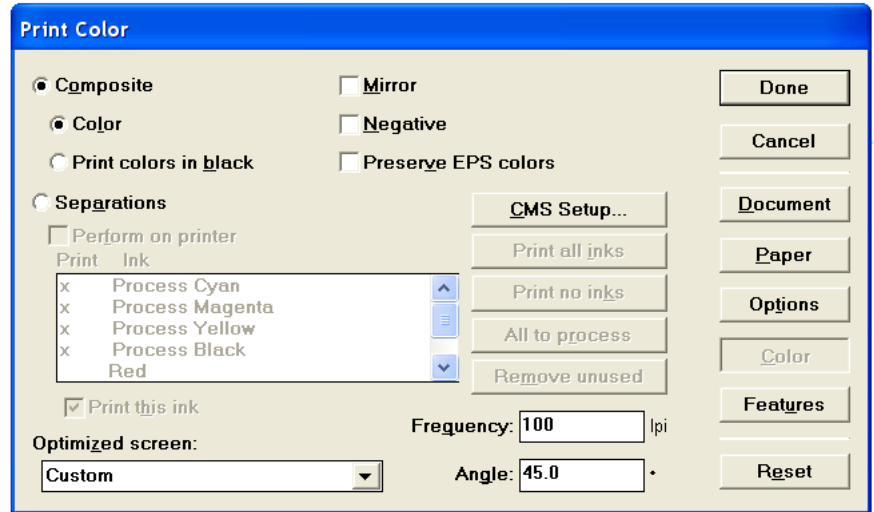 Print Color
Composite
Mirror
Done
Color
Negative
Cancel
Print colors in black
Preserve EPS colors
Separations
CMS Setup...
Document
Perform on printer
Print all inks
Paper
Print Ink
x Process Cyan
x Process Magenta
x Process Yellow
x Process Black
Red
Print no inks
Options
All to process
Color
Remove unused
Print this ink
Features
Frequency: 100 lpi
Optimized screen:
Custom
Angle: 45.0 °
Reset